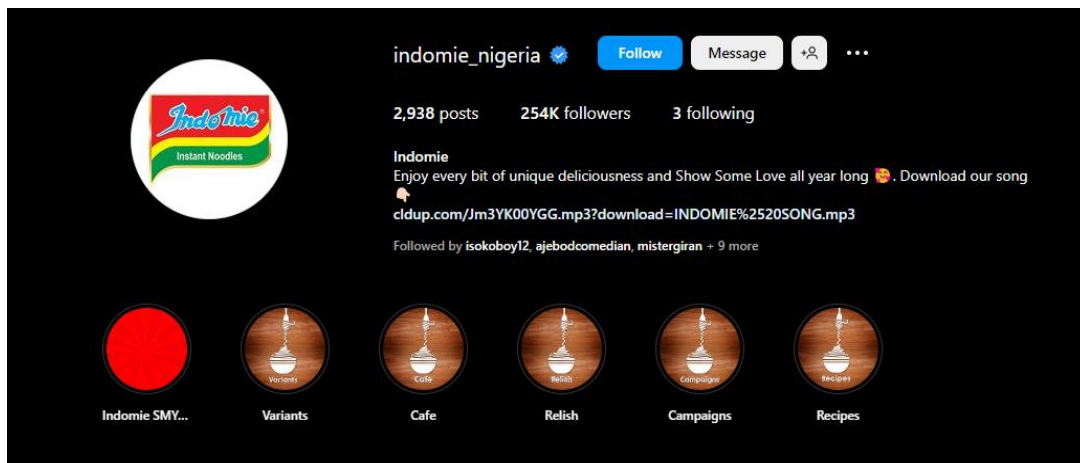 indomie_nigeria
Follow
Message
2,938 posts
254K followers
3 following
Indomie
Instant Noodles
Indomie
Enjoy every bit of unique deliciousness and Show Some Love all year long 🥰. Download our song
👇🏻
cldup.com/Jm3YK00YGG.mp3?download=INDOMIE%2520SONG.mp3
Followed by isokoboy12, ajebodcomedian, mistergiran + 9 more
Variants
Cafe
Relish
Campaigns
Recipes
Indomie SMY...
Variants
Cafe
Relish
Campaigns
Recipes